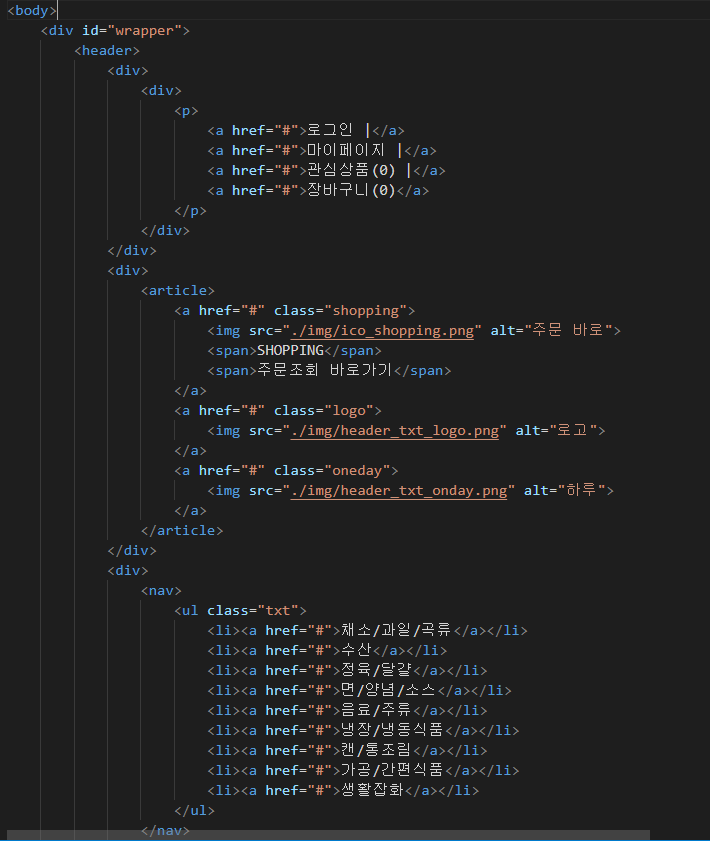 <body>
<div id="wrapper">
<header>
<div>
<div>
<p>
<a href="#">로그인 |</a>
<a href="#">마이페이지 |</a>
<a href="#">관심상품(0) |</a>
<a href="#">장바구니(0)</a>
</p>
</div>
</div>
<div>
<article>
<a href="#" class="shopping">
<img src="./img/ico_shopping.png" alt="주문 바로">
<span>SHOPPING</span>
<span>주문조회 바로가기</span>
</a>
<a href="#" class="logo">
<img src="./img/header_txt_logo.png" alt="로고">
</a>
<a href="#" class="oneday">
<img src="./img/header_txt_onday.png" alt="하루">
</a>
</article>
</div>
<div>
<nav>
<ul class="txt">
<li><a href="#">채소/과일/곡류</a></li>
<li><a href="#">수산</a></li>
<li><a href="#">정육/달걀</a></li>
<li><a href="#">면/양념/소스</a></li>
<li><a href="#">음료/주류</a></li>
<li><a href="#">냉장/냉동식품</a></li>
<li><a href="#">캔/통조림</a></li>
<li><a href="#">가공/간편식품</a></li>
<li><a href="#">생활잡화</a></li>
</ul>
</nav>